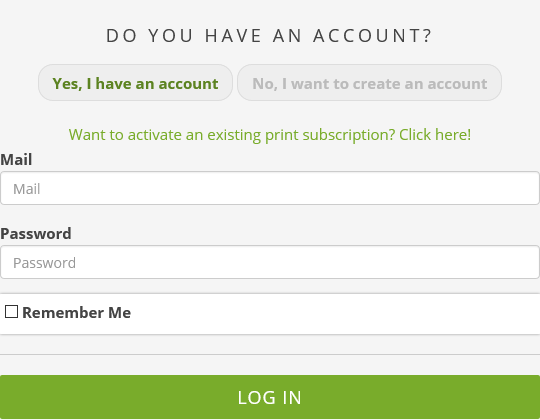 DO YOU HAVE AN ACCOUNT?
Yes, I have an account No, I want to create an account
Want to activate an existing print subscription? Click here!
Mail
Mail
Password
Password
Remember Me
LOG IN